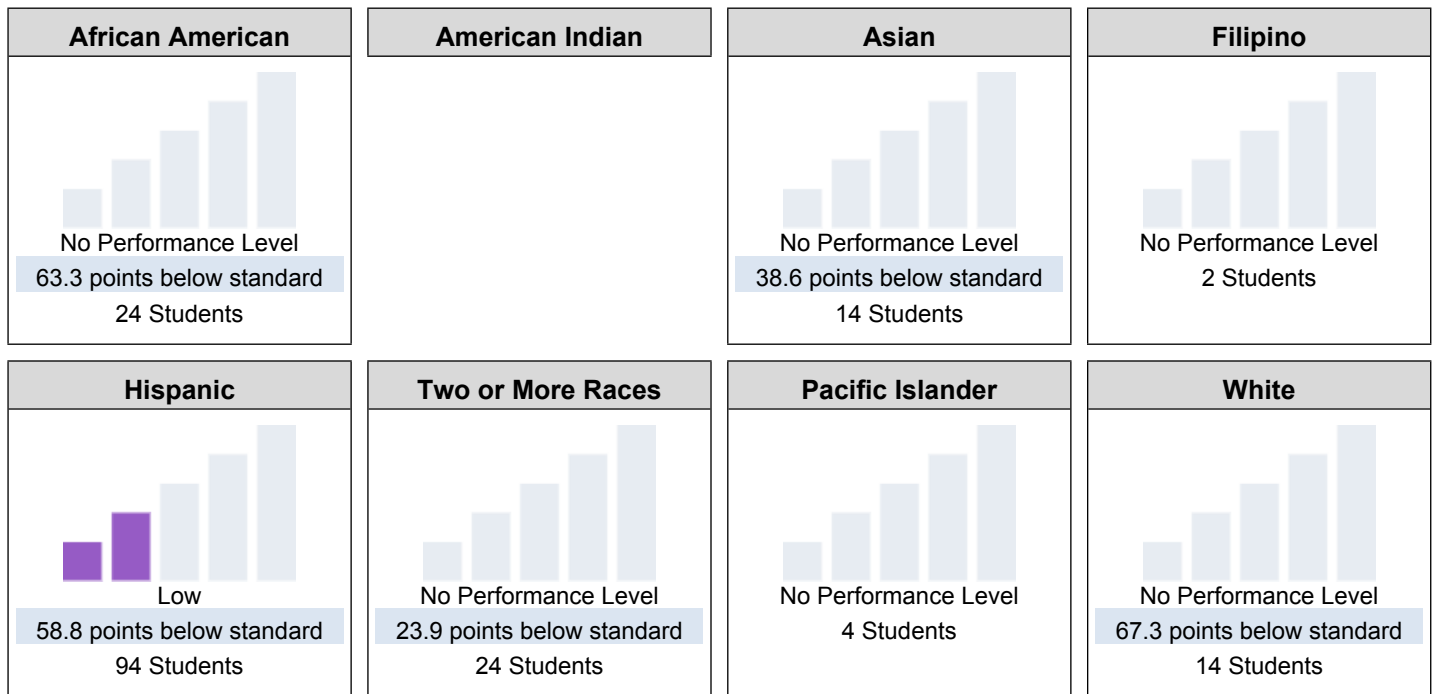 African American
No Performance Level
63.3 points below standard
24 Students
American Indian
Asian
No Performance Level
38.6 points below standard
14 Students
Filipino
No Performance Level
2 Students
Hispanic
Low
58.8 points below standard
94 Students
Two or More Races
No Performance Level
23.9 points below standard
24 Students
Pacific Islander
No Performance Level
4 Students
White
No Performance Level
67.3 points below standard
14 Students